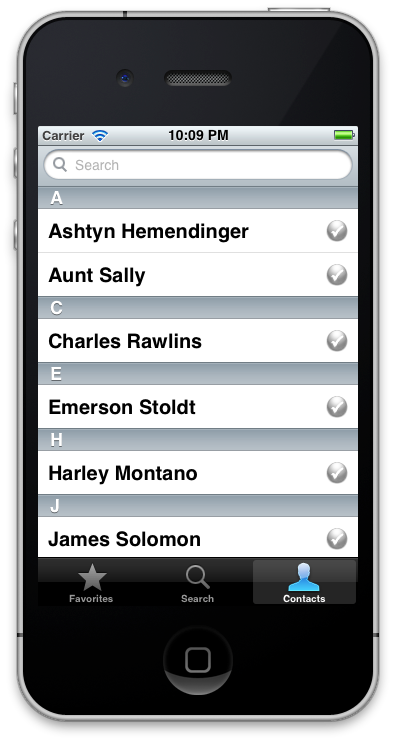 Carrier 10:09 PM
Search
A
Ashtyn Hemendinger
Aunt Sally
C
Charles Rawlins
E
Emerson Stoldt
H
Harley Montano
J
James Solomon
Favorites Search Contacts